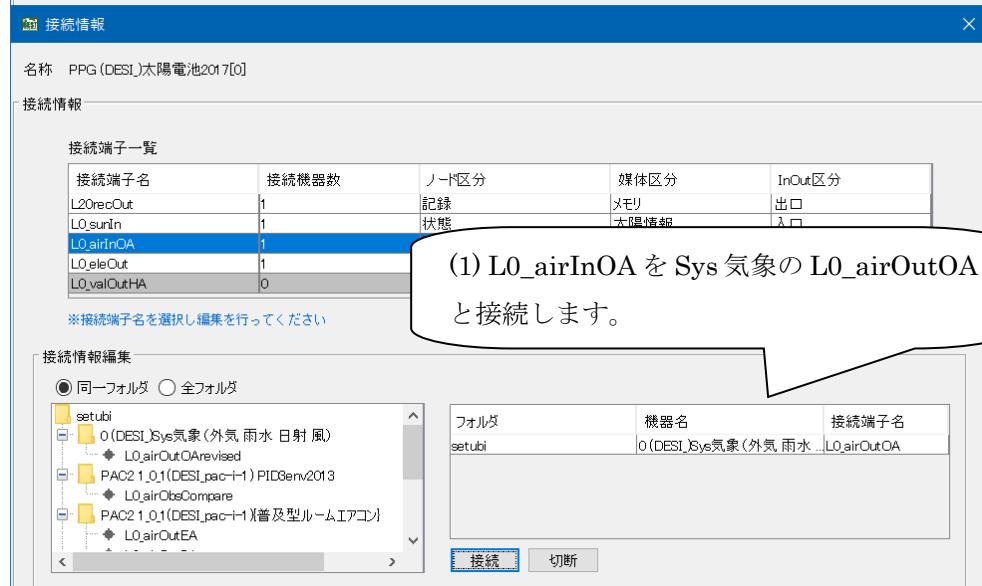 接続情報
名称 PPG (DESI_)太陽電池2017[0]
接続情報
接続端子一覧
接続端子名 接続機器数 ノード区分 媒体区分 InOut区分
L20recOut 1 記録 メモリ 出口
L0_sunIn 1 状態 太陽情報 入口
L0_airInOA 1
L0_eleOut 1
L0_valOutHA 0
(1) L0_airInOA を Sys 気象の L0_airOutOA
と接続します。
※接続端子名を選択し編集を行ってください
接続情報編集
同一フォルダ 全フォルダ
setubi
0 (DESI_)Sys気象(外気 雨水 日射 風)
L0_airOutOArevised
PAC2 1_0_1(DESI_pac-i-1) PIDGenv2013
L0_airObsCompare
PAC2 1_0_1(DESI_pac-i-1){普及型ルームエアコン}
L0_airOutEA
フォルダ 機器名 接続端子名
setubi 0 (DESI_)Sys気象(外気 雨水 ... L0_airOutOA
接続 切断